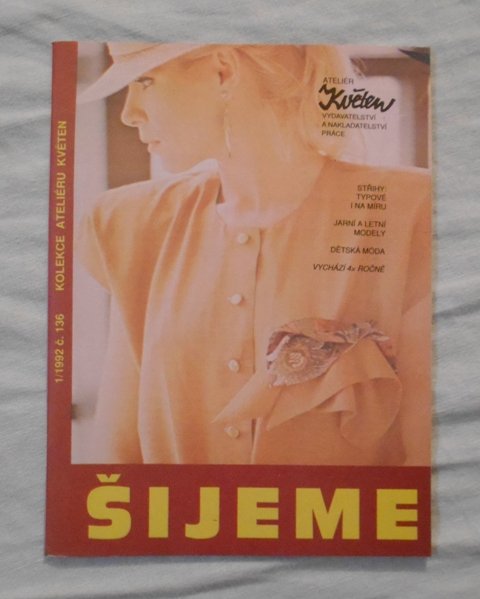 ATELIÉR
Květen
VYDAVATELSTVÍ
A NAKLADATELSTVÍ
PRÁCE
STŘIHY:
TYPOVÉ
I NA MÍRU
JARNÍ A LETNÍ
MODELY
DĚTSKÁ MÓDA
VYCHÁZÍ 4x ROČNĚ
1/1992 č. 136 KOLEKCE ATELIÉRU KVĚTEN
ŠIJEME